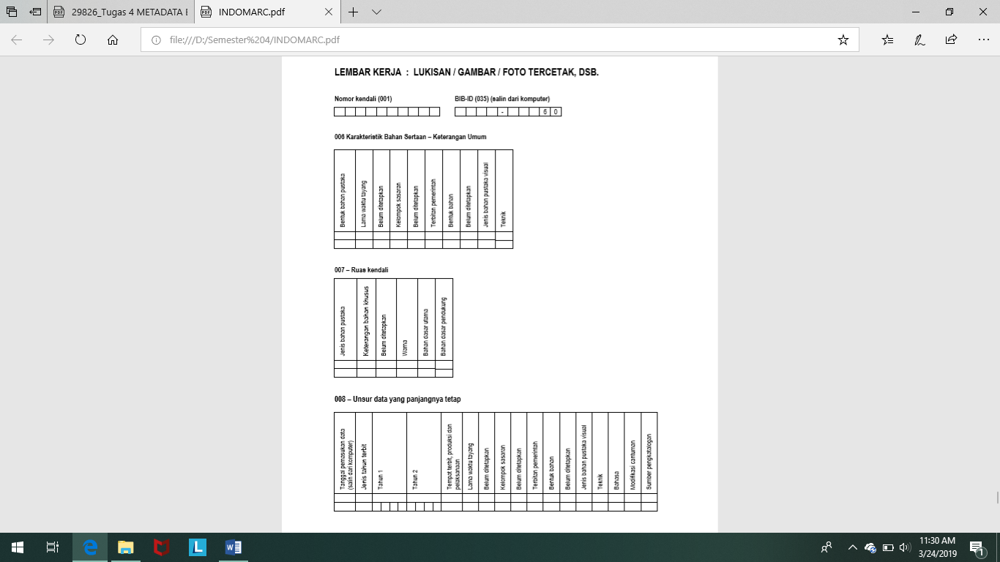 29826_Tugas 4 METADATA B
INDOMARC.pdf
file:///D:/Semester%204/INDOMARC.pdf
LEMBAR KERJA : LUKISAN / GAMBAR / FOTO TERCETAK, DSB.
Nomor kendali (001)
BIB-ID (035) (salin dari komputer)
- 6 0
006 Karakteristik Bahan Sertaan – Keterangan Umum
Bentuk bahan pustaka
Lama waktu tayang
Belum ditetapkan
Kelompok sasaran
Belum ditetapkan
Terbitan pemerintah
Bentuk bahan
Belum ditetapkan
Jenis bahan pustaka visual
Teknik
007 – Ruas kendali
Jenis bahan pustaka
Keterangan bahan khusus
Belum ditetapkan
Warna
Bahan dasar utama
Bahan dasar pendukung
008 – Unsur data yang panjangnya tetap
Tanggal pemasukan data
(salin dari komputer)
Jenis tahun terbit
Tahun 1
Tahun 2
Tempat terbit, produksi dan
pelaksanaan
Lama waktu tayang
Belum ditetapkan
Kelompok sasaran
Belum ditetapkan
Terbitan pemerintah
Bentuk bahan
Belum ditetapkan
Jenis bahan pustaka visual
Teknik
Bahasa
Modifikasi cantuman
Sumber pengkatalogan
11:30 AM
3/24/2019
1